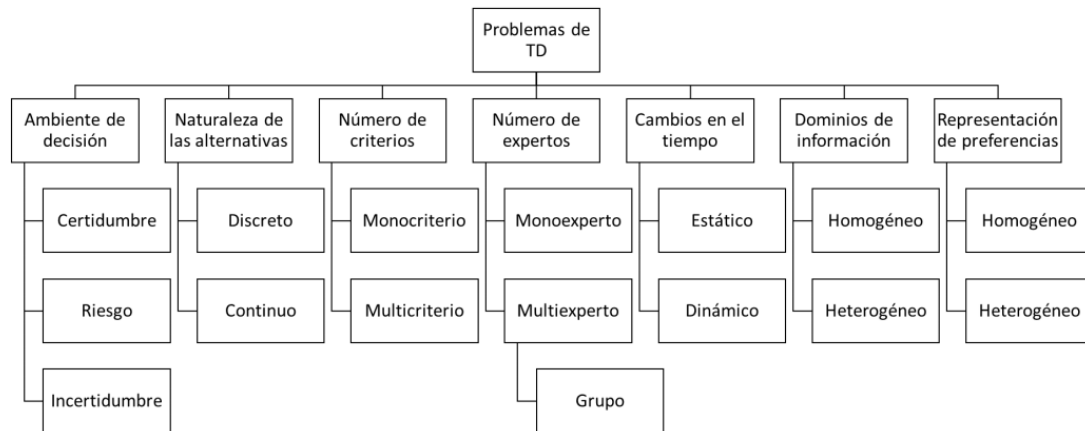 Problemas de
TD
Ambiente de
decisión
Naturaleza de
las alternativas
Número de
criterios
Número de
expertos
Cambios en el
tiempo
Dominios de
información
Representación
de preferencias
Certidumbre
Discreto
Monocriterio
Monoexperto
Estático
Homogéneo
Homogéneo
Riesgo
Continuo
Multicriterio
Multiexperto
Dinámico
Heterogéneo
Heterogéneo
Incertidumbre
Grupo